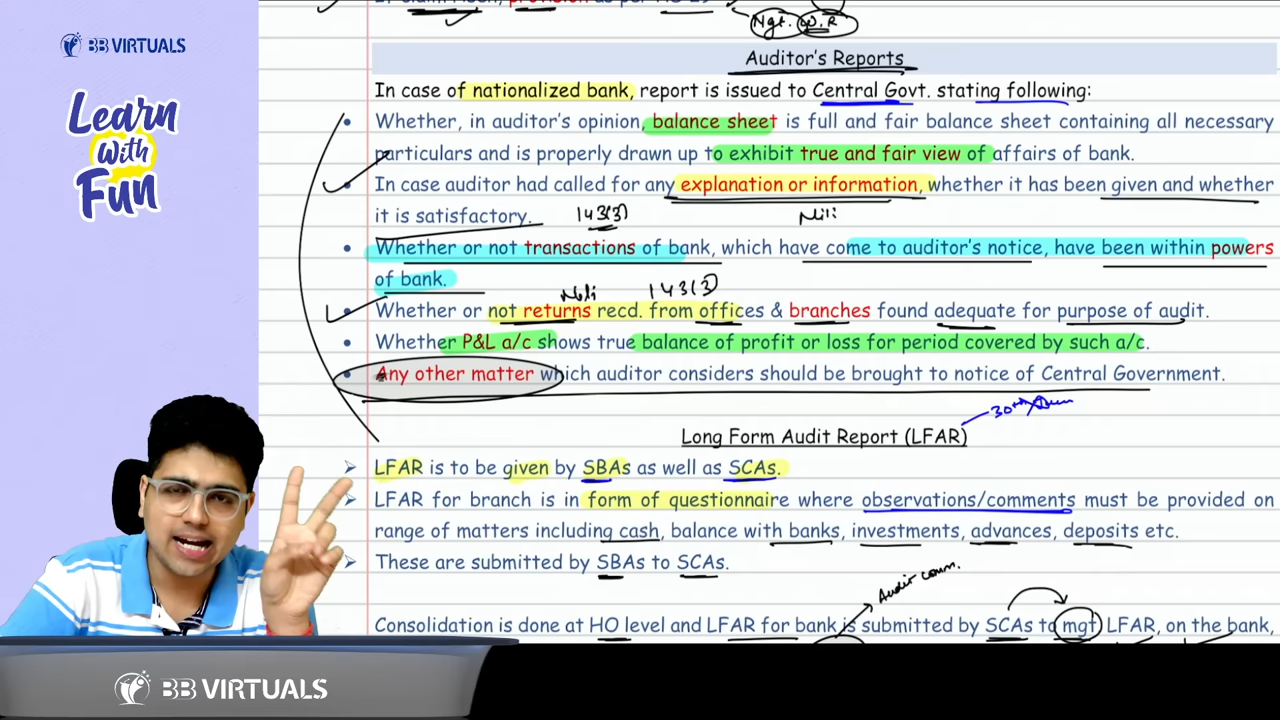 BB VIRTUALS
Learn
with
Fun
Ngt. W.R
Auditor's Reports
In case of nationalized bank, report is issued to Central Govt. stating following:
• Whether, in auditor's opinion, balance sheet is full and fair balance sheet containing all necessary
particulars and is properly drawn up to exhibit true and fair view of affairs of bank.
• In case auditor had called for any explanation or information, whether it has been given and whether
it is satisfactory. 143(3)
• Whether or not transactions of bank, which have come to auditor's notice, have been within powers
of bank. 143(3)
• Whether or not returns recd. from offices & branches found adequate for purpose of audit.
• Whether P&L a/c shows true balance of profit or loss for period covered by such a/c.
• Any other matter which auditor considers should be brought to notice of Central Government.
Long Form Audit Report (LFAR)
➢ LFAR is to be given by SBAs as well as SCAs.
➢ LFAR for branch is in form of questionnaire where observations/comments must be provided on
range of matters including cash, balance with banks, investments, advances, deposits etc.
➢ These are submitted by SBAs to SCAs.
Audit comm.
Consolidation is done at HO level and LFAR for bank is submitted by SCAs to mgt LFAR, on the bank,
BB VIRTUALS